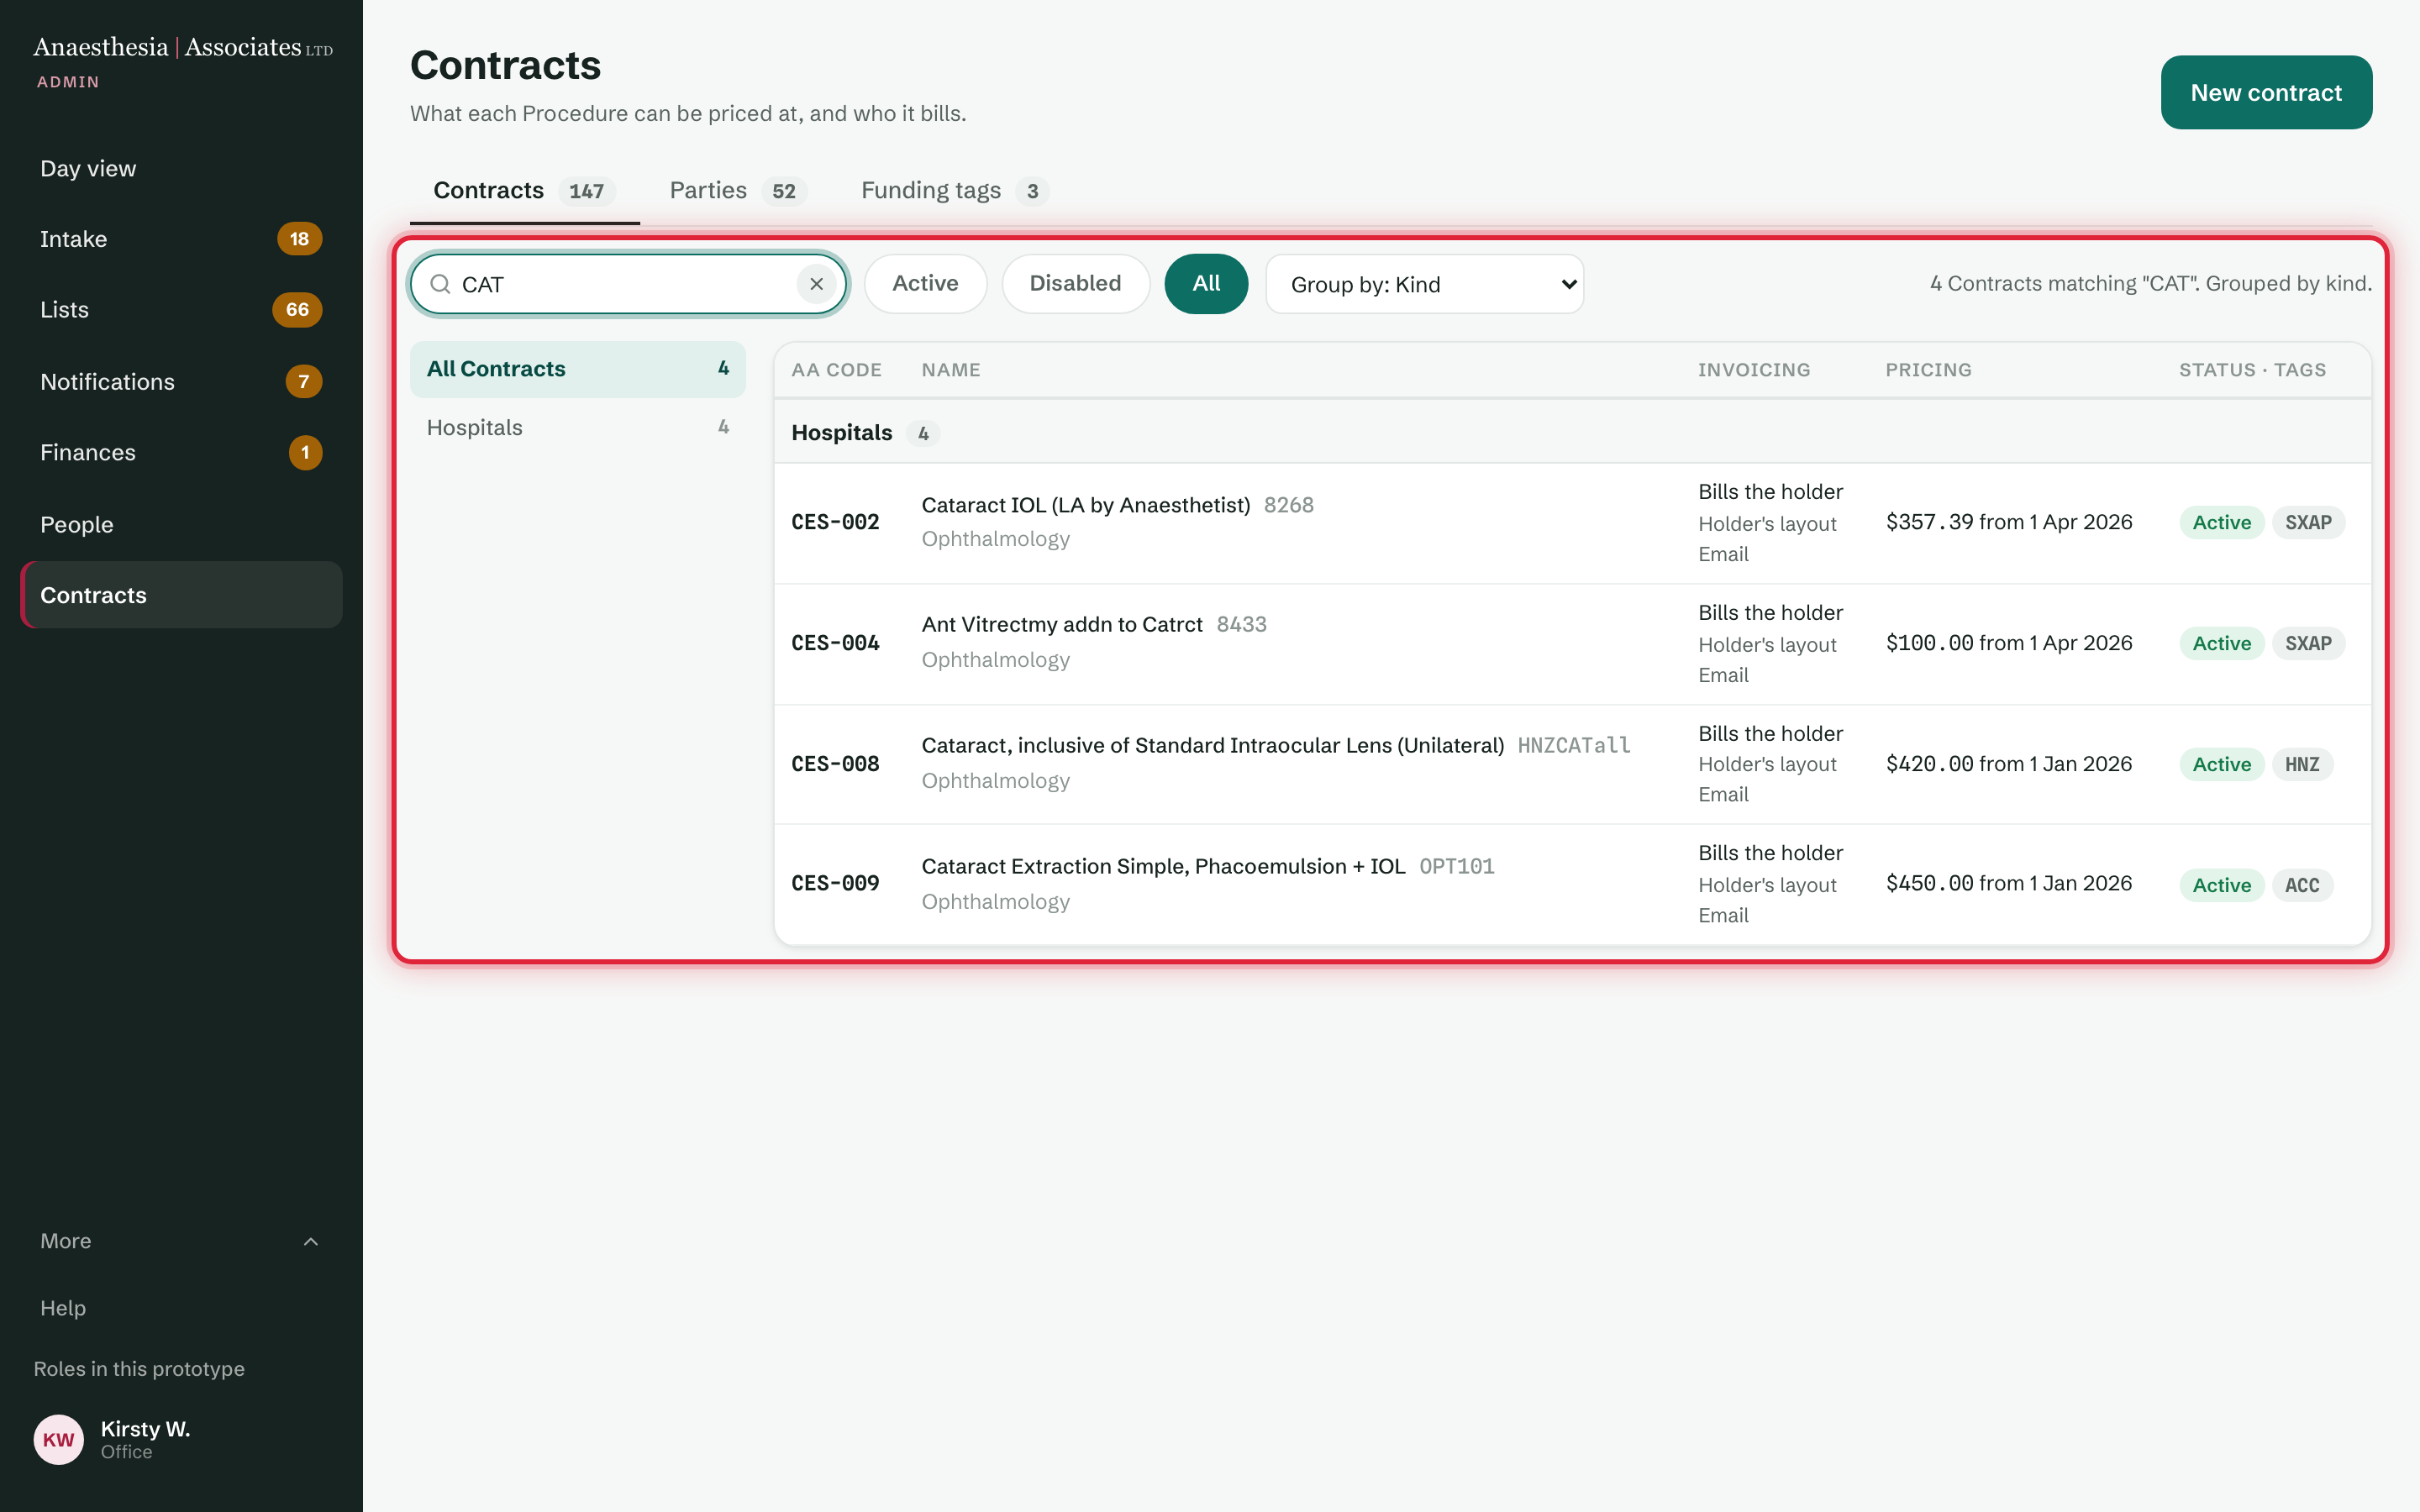 Anaesthesia | Associates LTD
ADMIN
Day view
Intake 18
Lists 66
Notifications 7
Finances 1
People
Contracts
More
Help
Roles in this prototype
KW
Kirsty W.
Office
Contracts
What each Procedure can be priced at, and who it bills.
New contract
Contracts 147 Parties 52 Funding tags 3
CAT Active Disabled All Group by: Kind 4 Contracts matching "CAT". Grouped by kind.
All Contracts 4
Hospitals 4
AA CODE NAME INVOICING PRICING STATUS · TAGS
Hospitals 4
CES-002 Cataract IOL (LA by Anaesthetist) 8268
Ophthalmology
Bills the holder
Holder's layout
Email
$357.39 from 1 Apr 2026 Active SXAP
CES-004 Ant Vitrectmy addn to Catrct 8433
Ophthalmology
Bills the holder
Holder's layout
Email
$100.00 from 1 Apr 2026 Active SXAP
CES-008 Cataract, inclusive of Standard Intraocular Lens (Unilateral) HNZCATall
Ophthalmology
Bills the holder
Holder's layout
Email
$420.00 from 1 Jan 2026 Active HNZ
CES-009 Cataract Extraction Simple, Phacoemulsion + IOL OPT101
Ophthalmology
Bills the holder
Holder's layout
Email
$450.00 from 1 Jan 2026 Active ACC